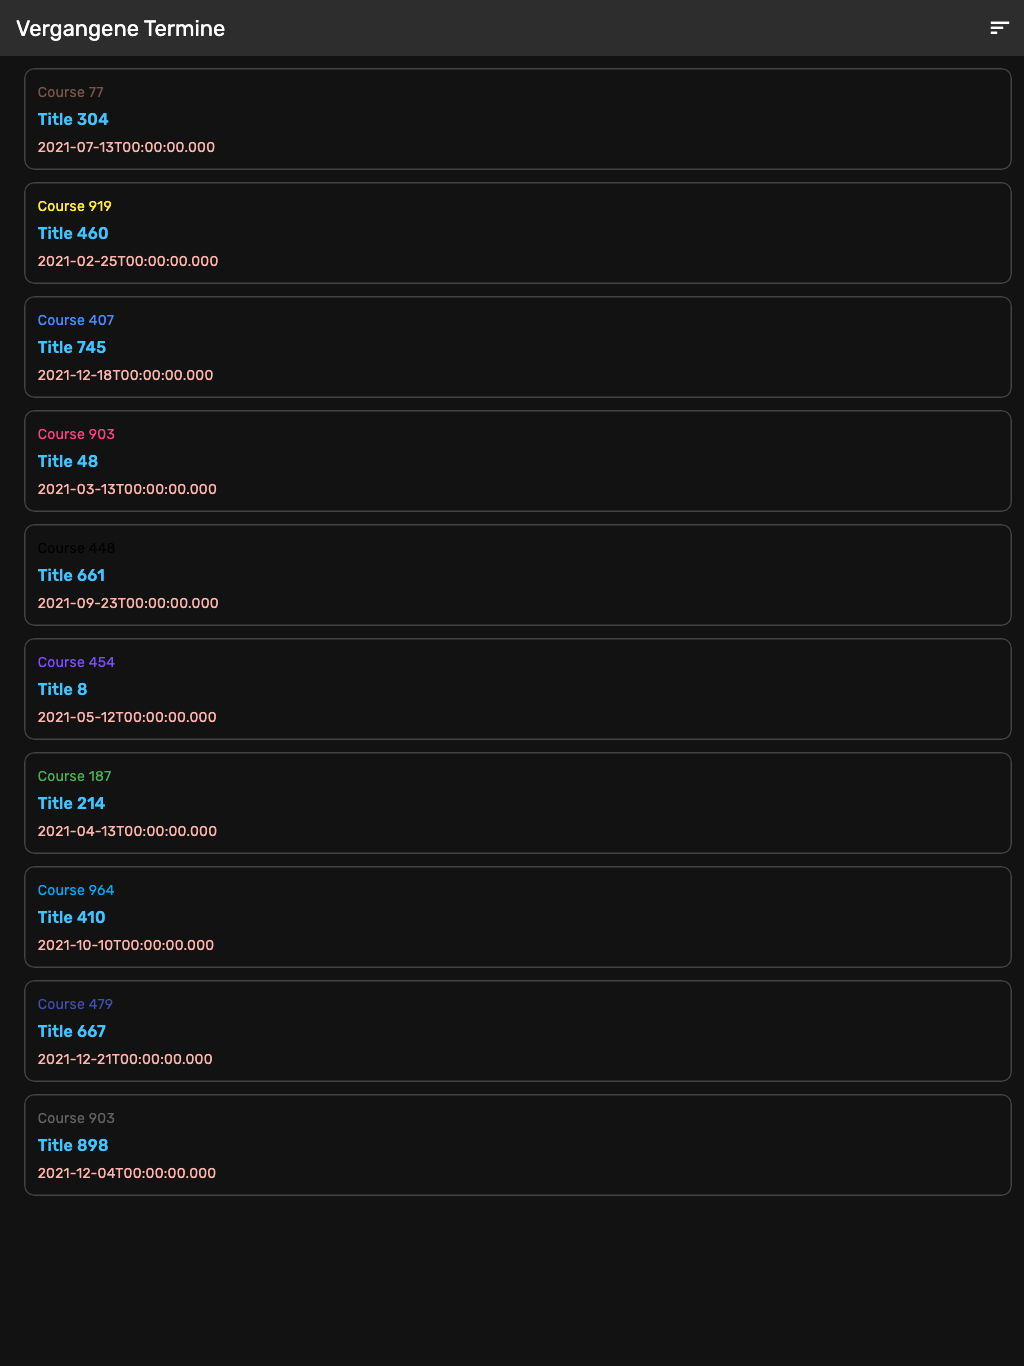 Vergangene Termine
Course 77
Title 304
2021-07-13T00:00:00.000
Course 919
Title 460
2021-02-25T00:00:00.000
Course 407
Title 745
2021-12-18T00:00:00.000
Course 903
Title 48
2021-03-13T00:00:00.000
Course 448
Title 661
2021-09-23T00:00:00.000
Course 454
Title 8
2021-05-12T00:00:00.000
Course 187
Title 214
2021-04-13T00:00:00.000
Course 964
Title 410
2021-10-10T00:00:00.000
Course 479
Title 667
2021-12-21T00:00:00.000
Course 903
Title 898
2021-12-04T00:00:00.000